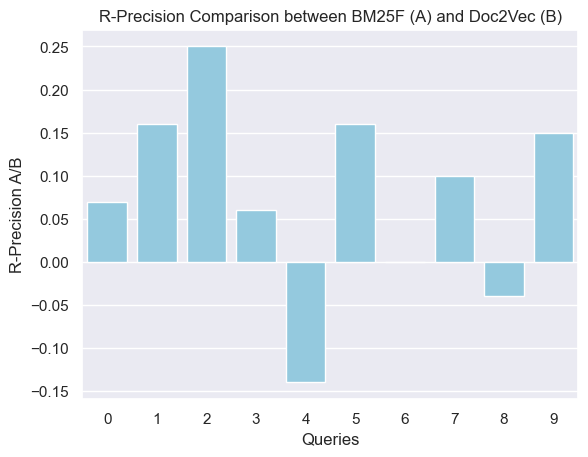 R-Precision Comparison between BM25F (A) and Doc2Vec (B)
R-Precision A/B
0.25
0.20
0.15
0.10
0.05
0.00
−0.05
−0.10
−0.15
0 1 2 3 4 5 6 7 8 9
Queries